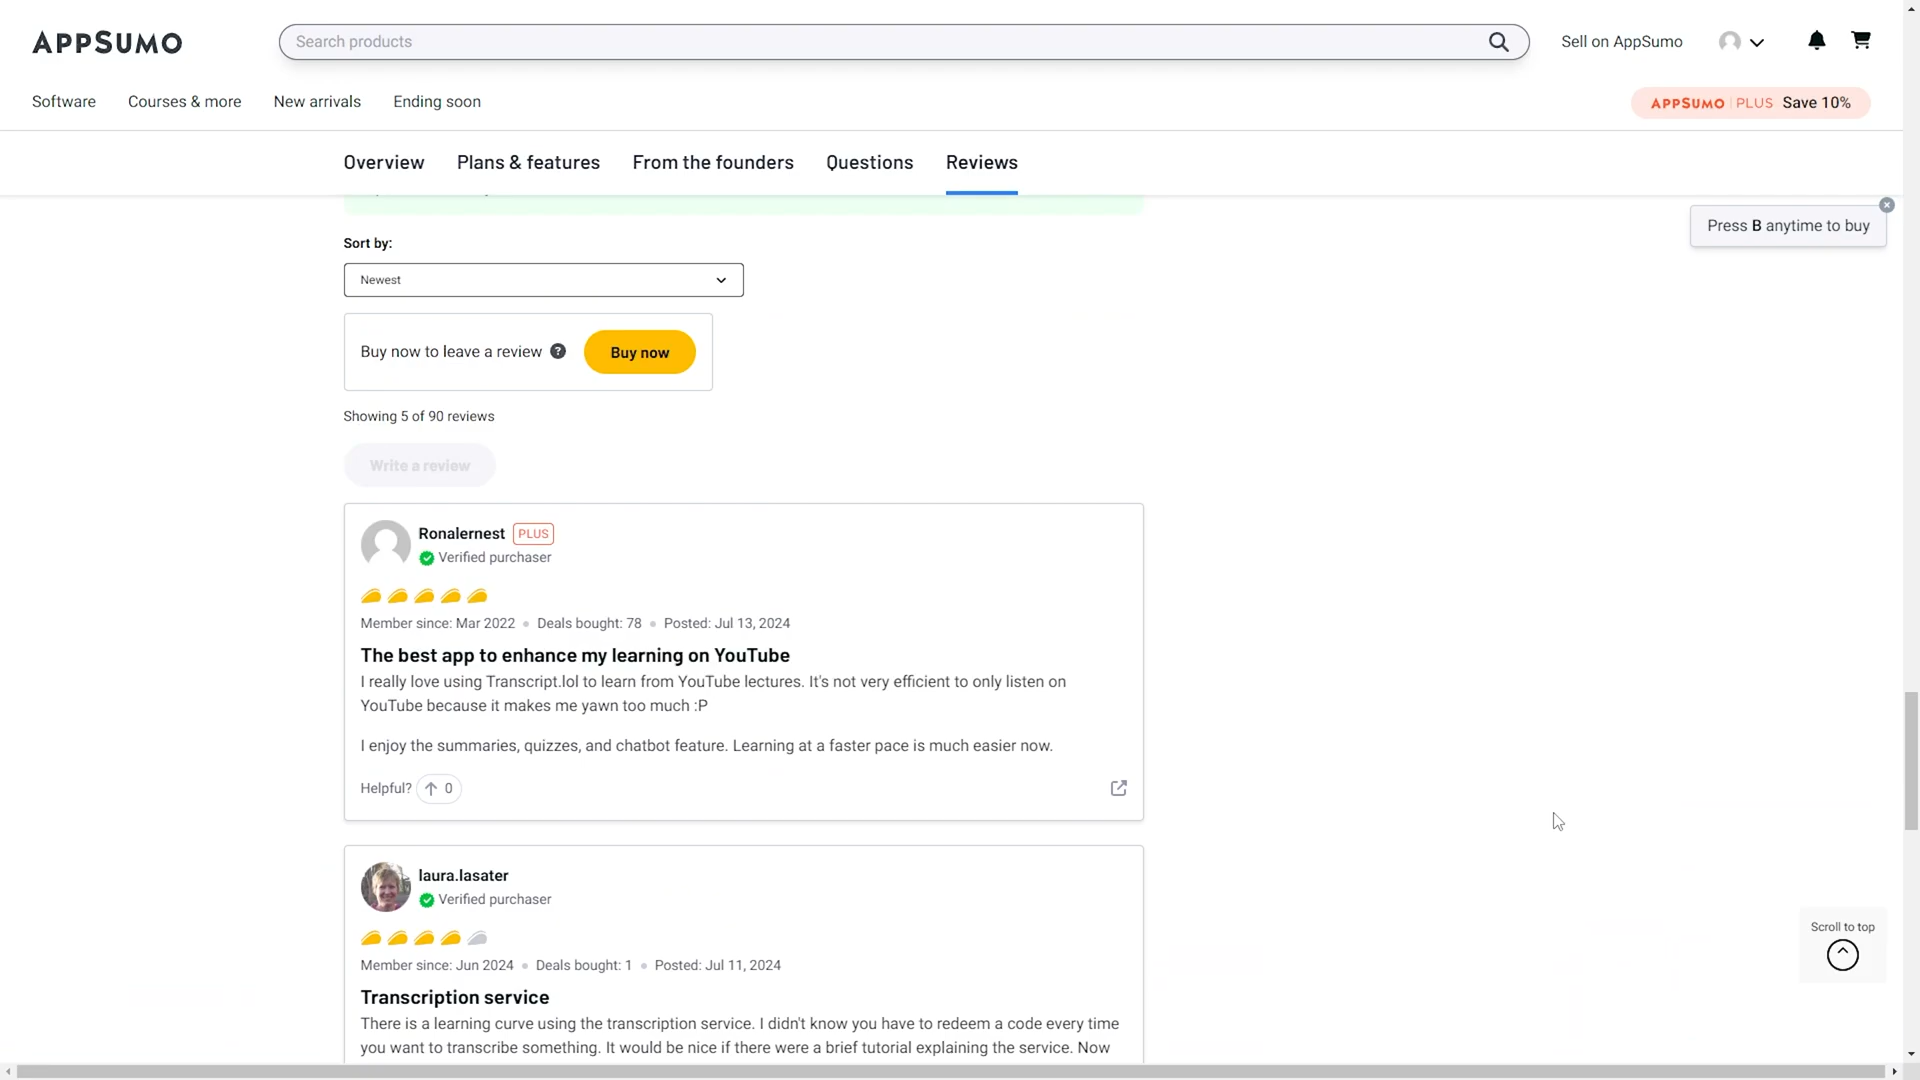 APPSUMO
Search products
Sell on AppSumo
Software
Courses & more
New arrivals
Ending soon
APPSUMO PLUS Save 10%
Overview
Plans & features
From the founders
Questions
Reviews
Press B anytime to buy
Sort by:
Newest
Buy now to leave a review ?
Buy now
Showing 5 of 90 reviews
Write a review
Ronalernest PLUS
Verified purchaser
Member since: Mar 2022 • Deals bought: 78 • Posted: Jul 13, 2024
The best app to enhance my learning on YouTube
I really love using Transcript.lol to learn from YouTube lectures. It's not very efficient to only listen on
YouTube because it makes me yawn too much :P
I enjoy the summaries, quizzes, and chatbot feature. Learning at a faster pace is much easier now.
Helpful? 0
laura.lasater
Verified purchaser
Member since: Jun 2024 • Deals bought: 1 • Posted: Jul 11, 2024
Scroll to top
Transcription service
There is a learning curve using the transcription service. I didn't know you have to redeem a code every time
you want to transcribe something. It would be nice if there were a brief tutorial explaining the service. Now